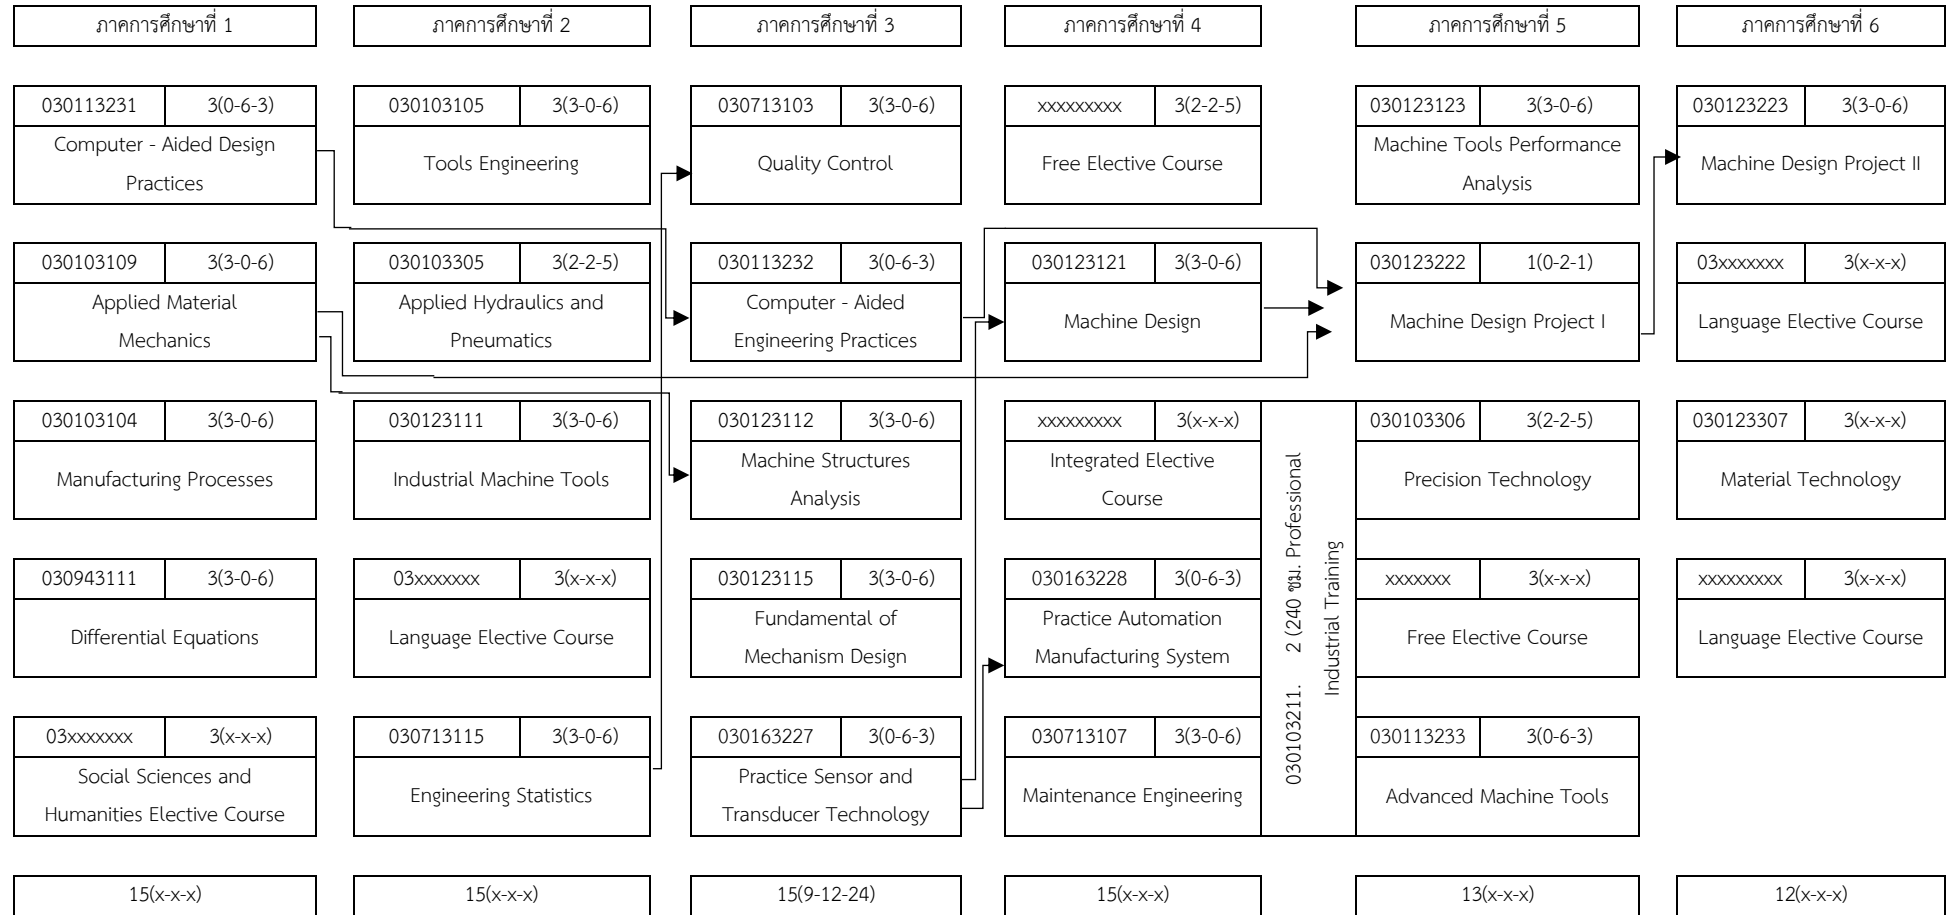 ภาคการศึกษาที่ 1
ภาคการศึกษาที่ 2
ภาคการศึกษาที่ 3
ภาคการศึกษาที่ 4
ภาคการศึกษาที่ 5
ภาคการศึกษาที่ 6
030113231 3(0-6-3)
Computer - Aided Design
Practices
030103105 3(3-0-6)
Tools Engineering
030713103 3(3-0-6)
Quality Control
xxxxxxxxx 3(2-2-5)
Free Elective Course
030123123 3(3-0-6)
Machine Tools Performance
Analysis
030123223 3(3-0-6)
Machine Design Project II
030103109 3(3-0-6)
Applied Material
Mechanics
030103305 3(2-2-5)
Applied Hydraulics and
Pneumatics
030113232 3(0-6-3)
Computer - Aided
Engineering Practices
030123121 3(3-0-6)
Machine Design
030123222 1(0-2-1)
Machine Design Project I
03xxxxxxx 3(x-x-x)
Language Elective Course
030103104 3(3-0-6)
Manufacturing Processes
030123111 3(3-0-6)
Industrial Machine Tools
030123112 3(3-0-6)
Machine Structures
Analysis
xxxxxxxxx 3(x-x-x)
Integrated Elective
Course
030103211. 2 (240 ชม. Professional
Industrial Training
030103306 3(2-2-5)
Precision Technology
030123307 3(x-x-x)
Material Technology
030943111 3(3-0-6)
Differential Equations
03xxxxxxx 3(x-x-x)
Language Elective Course
030123115 3(3-0-6)
Fundamental of
Mechanism Design
030163228 3(0-6-3)
Practice Automation
Manufacturing System
xxxxxxx 3(x-x-x)
Free Elective Course
xxxxxxxxx 3(x-x-x)
Language Elective Course
03xxxxxxx 3(x-x-x)
Social Sciences and
Humanities Elective Course
030713115 3(3-0-6)
Engineering Statistics
030163227 3(0-6-3)
Practice Sensor and
Transducer Technology
030713107 3(3-0-6)
Maintenance Engineering
030113233 3(0-6-3)
Advanced Machine Tools
15(x-x-x)
15(x-x-x)
15(9-12-24)
15(x-x-x)
13(x-x-x)
12(x-x-x)